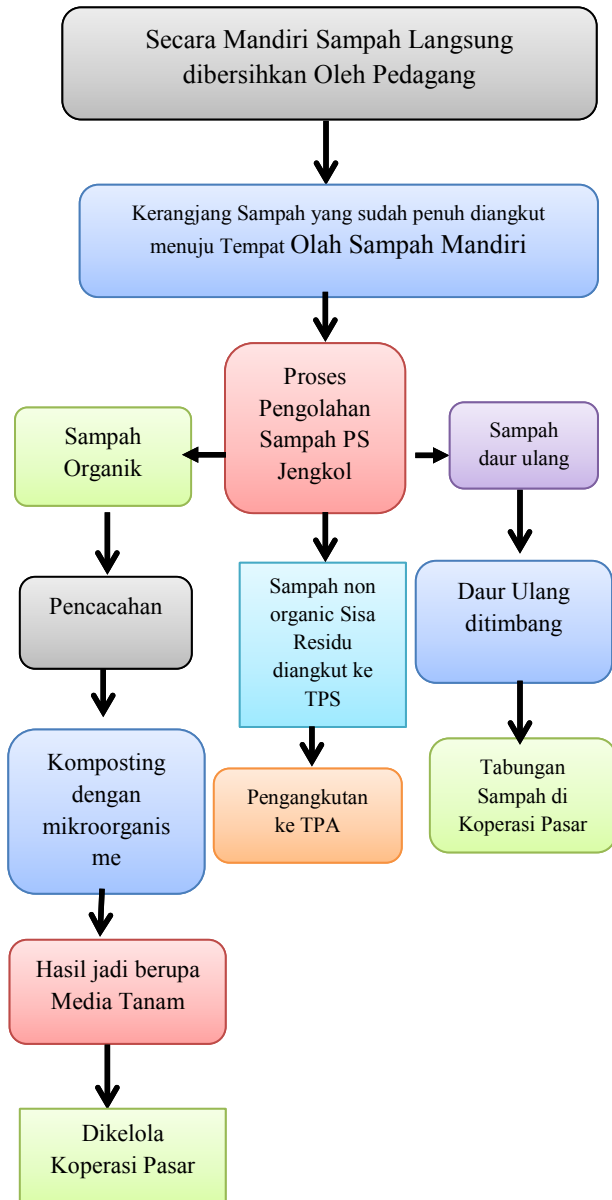 Secara Mandiri Sampah Langsung
dibersihkan Oleh Pedagang
Kerangjang Sampah yang sudah penuh diangkut
menuju Tempat Olah Sampah Mandiri
Proses
Pengolahan
Sampah PS
Jengkol
Sampah
Organik
Sampah
daur ulang
Pencacahan
Sampah non
organic Sisa
Residu
diangkut ke
TPS
Daur Ulang
ditimbang
Komposting
dengan
mikroorganis
me
Pengangkutan
ke TPA
Tabungan
Sampah di
Koperasi Pasar
Hasil jadi berupa
Media Tanam
Dikelola
Koperasi Pasar